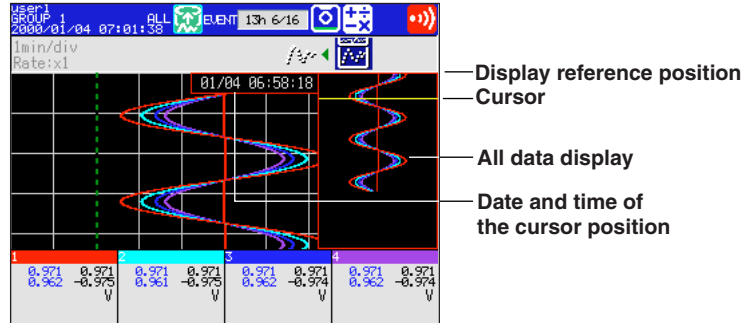 user1
GROUP 1 ALL EVENT 13h 6/16
2000/01/04 07:01:38
1min/div
Rate:x1
01/04 06:58:18
Display reference position
Cursor
All data display
Date and time of
the cursor position
1 2 3 4
0.971 0.971 0.971 0.971 0.971 0.971 0.971 0.971
0.962 -0.975 0.961 -0.975 0.962 -0.974 0.962 -0.974
V V V V